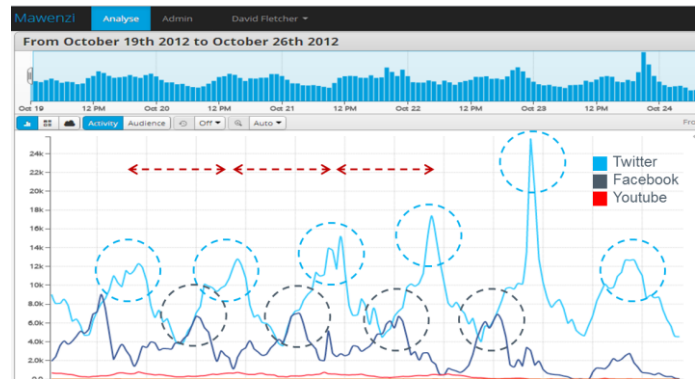 Mawenzi Analyse Admin David Fletcher
From October 19th 2012 to October 26th 2012
Oct 19 12 PM Oct 20 12 PM Oct 21 12 PM Oct 22 12 PM Oct 23 12 PM Oct 24
Activity Audience Off Auto Fro
24k
22k
20k
18k
16k
14k
12k
10k
8.0k
6.0k
4.0k
2.0k
0.0
Twitter
Facebook
Youtube